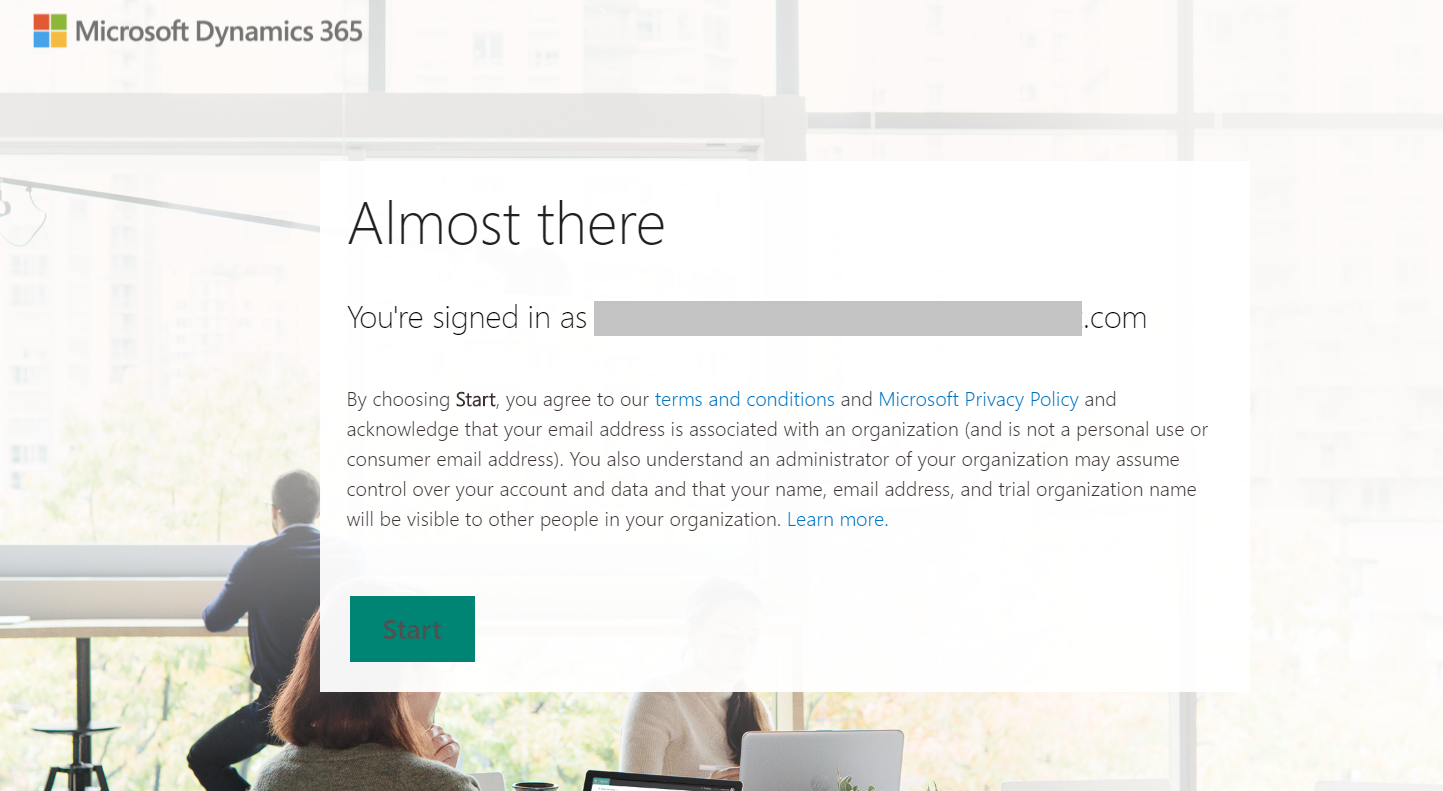 Microsoft Dynamics 365
Almost there
You're signed in as .com
By choosing Start, you agree to our terms and conditions and Microsoft Privacy Policy and
acknowledge that your email address is associated with an organization (and is not a personal use or
consumer email address). You also understand an administrator of your organization may assume
control over your account and data and that your name, email address, and trial organization name
will be visible to other people in your organization. Learn more.
Start